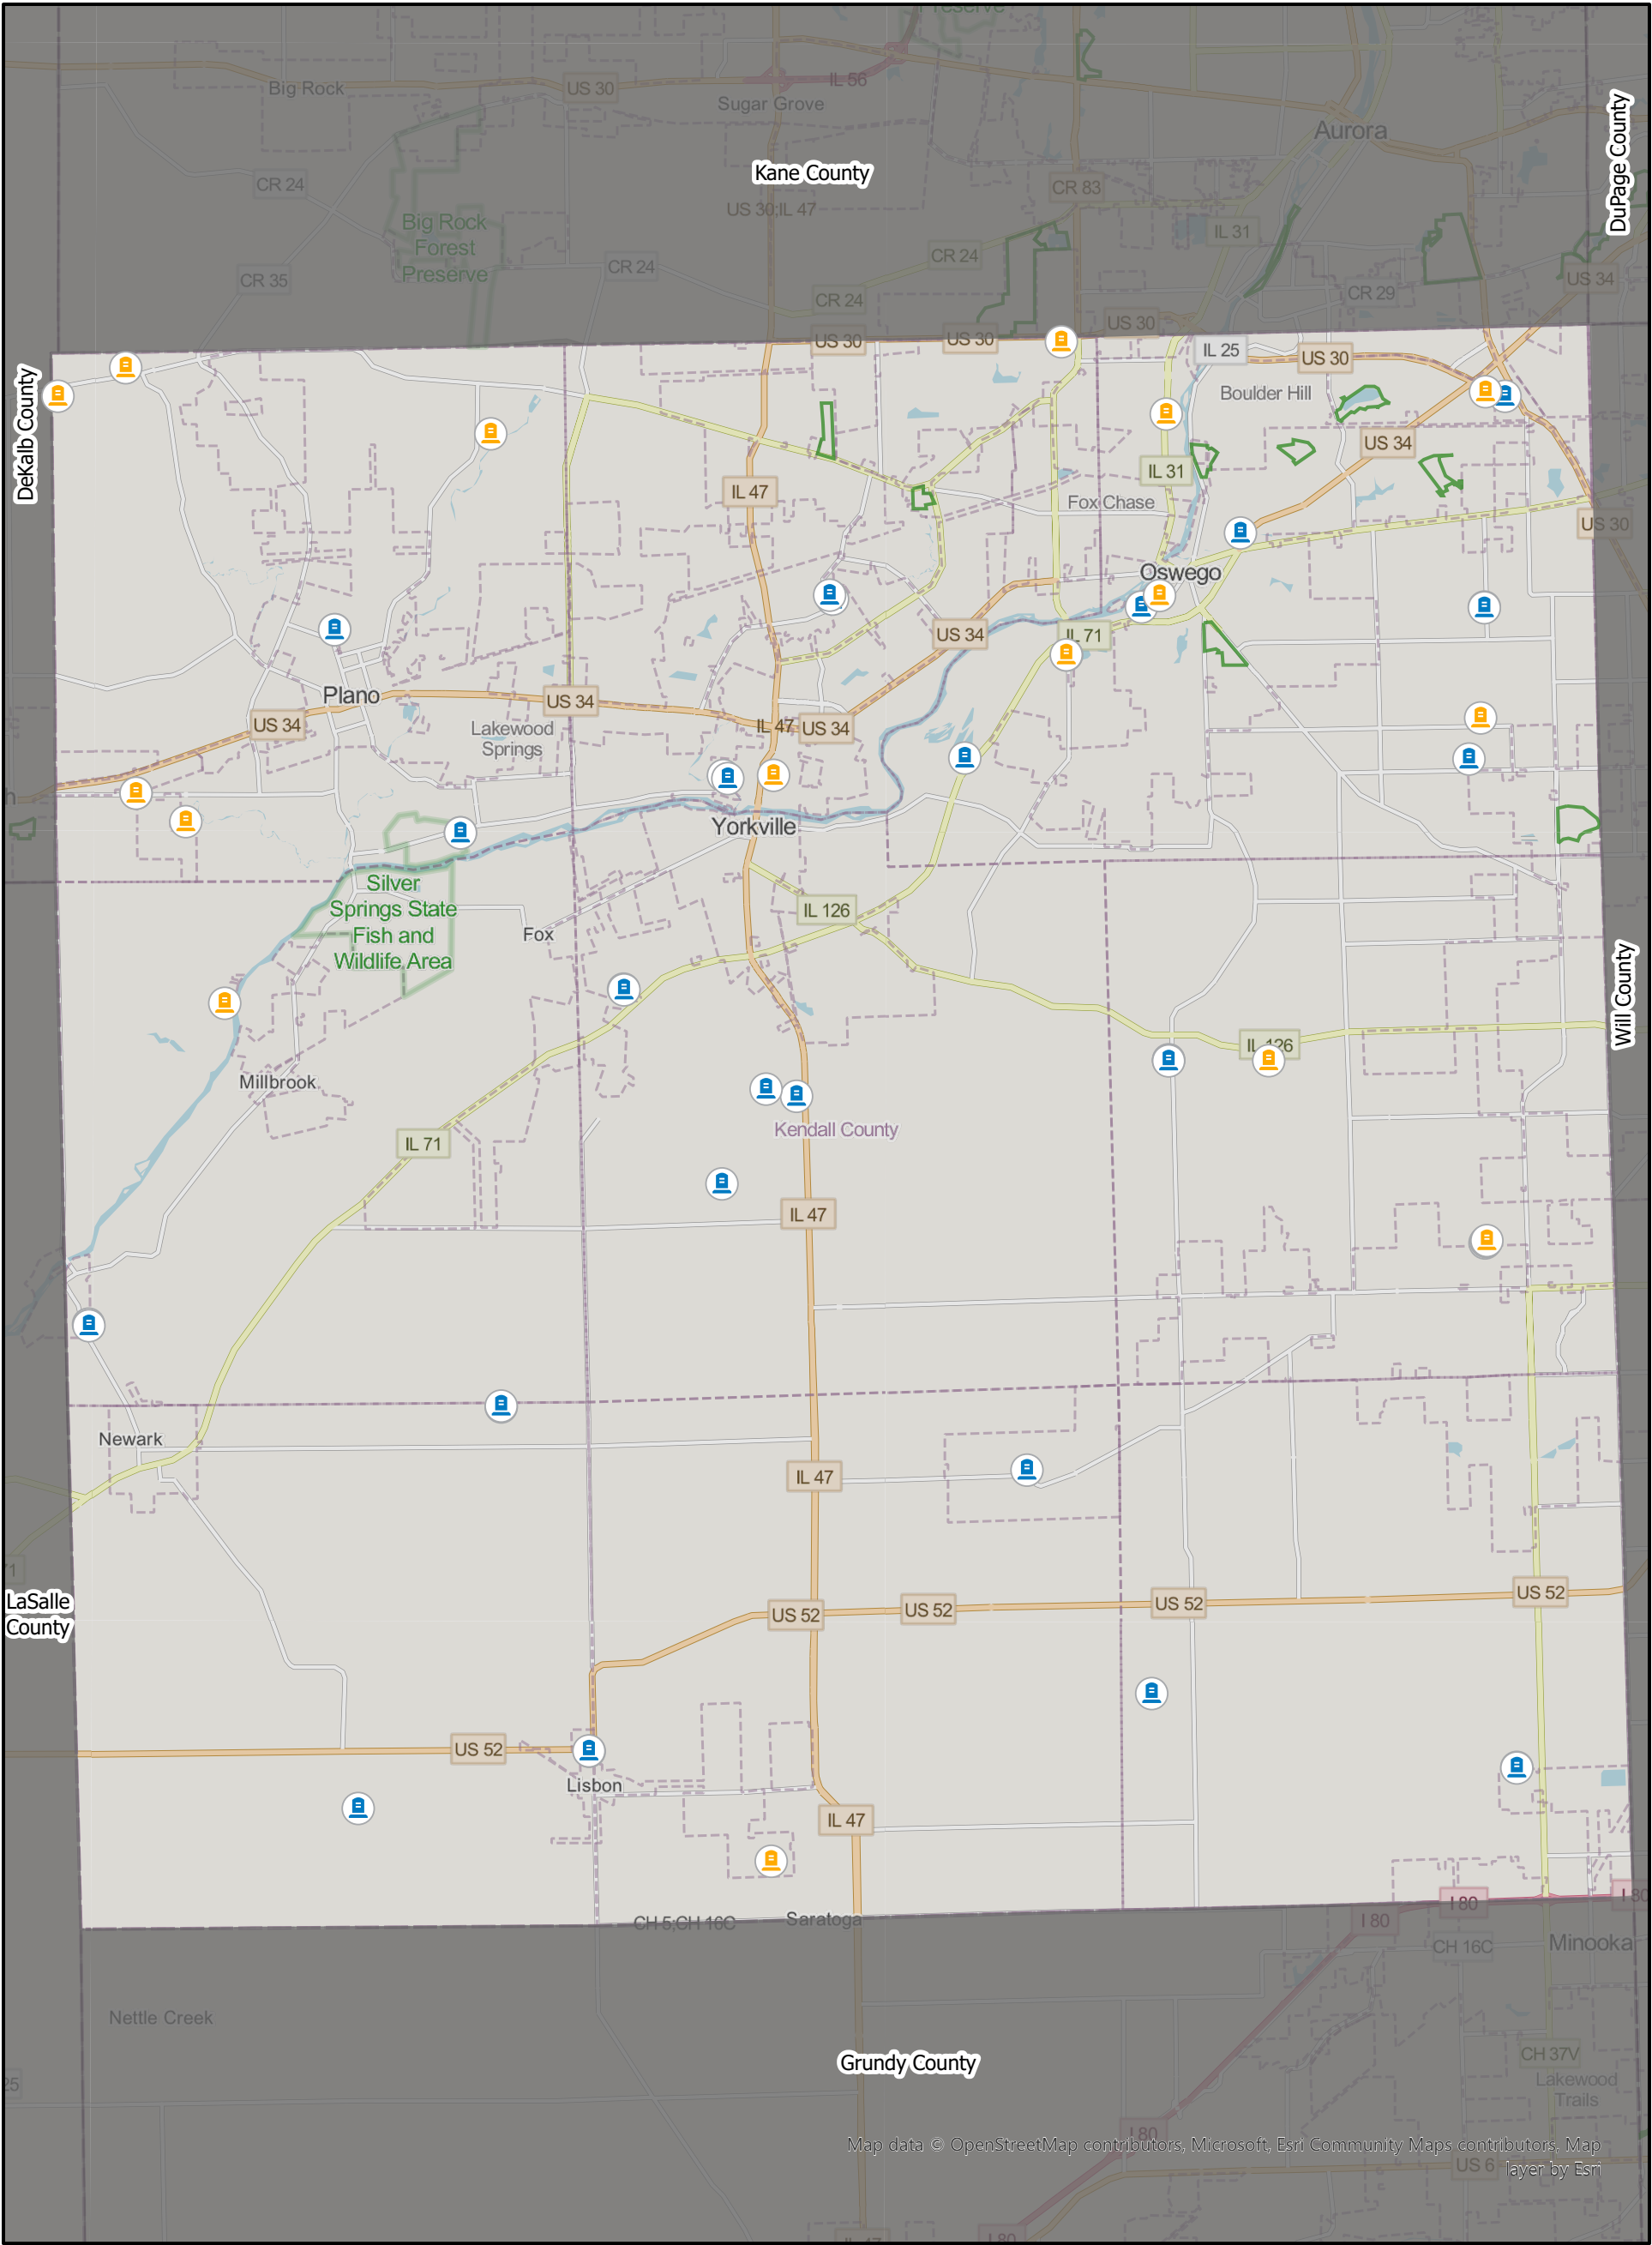 Preserve
Big Rock
US 30
IL 56
Sugar Grove
Aurora
DuPage County
Kane County
CR 24
CR 83
US 30;IL 47
Big Rock
Forest
Preserve
IL 31
CR 24
CR 24
CR 35
US 34
CR 29
CR 24
US 30
US 30
US 30
IL 25
US 30
DeKalb County
Boulder Hill
US 34
IL 31
IL 47
Fox Chase
US 30
Oswego
US 34
IL 71
Plano
US 34
US 34
Lakewood
Springs
IL 47
US 34
Yorkville
Silver
Springs State
Fish and
Wildlife Area
IL 126
Fox
Will County
IL 126
Millbrook
Kendall County
IL 71
IL 47
Newark
IL 47
LaSalle
County
US 52
US 52
US 52
US 52
US 52
Lisbon
IL 47
I 80
I 80
CH 5;CH 16C
Saratoga
I 80
CH 16C
Minooka
Nettle Creek
Grundy County
CH 37V
Lakewood
Trails
I 80
Map data © OpenStreetMap contributors, Microsoft, Esri Community Maps contributors, Map
layer by Esri
US 6
I 80
IL 47